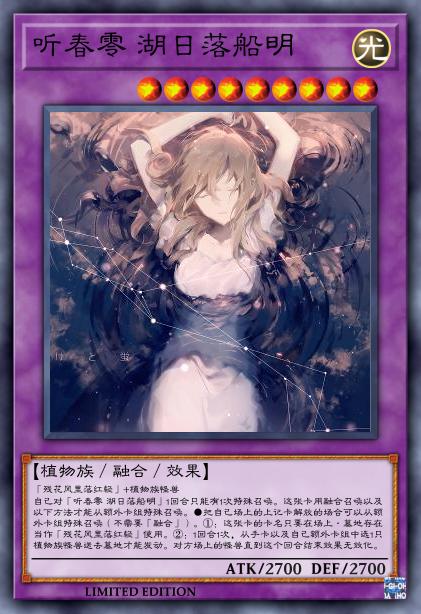 听春零 湖日落船明
光
けど蛍
【植物族／融合／效果】
「残花风里落红轻」+植物族怪兽
自己对「听春零 湖日落船明」1回合只能有1次特殊召唤。这张卡用融合召唤以及
以下方法才能从额外卡组特殊召唤。●把自己场上的上记卡解放的场合可以从额
外卡组特殊召唤（不需要「融合」）。①：这张卡的卡名只要在场上·墓地存在
当作「残花风里落红轻」使用。②：1回合1次，从手卡以及自己额外卡组中选1只
植物族怪兽送去墓地才能发动。对方场上的怪兽直到这个回合结束效果无效化。
ATK/2700 DEF/2700
LIMITED EDITION